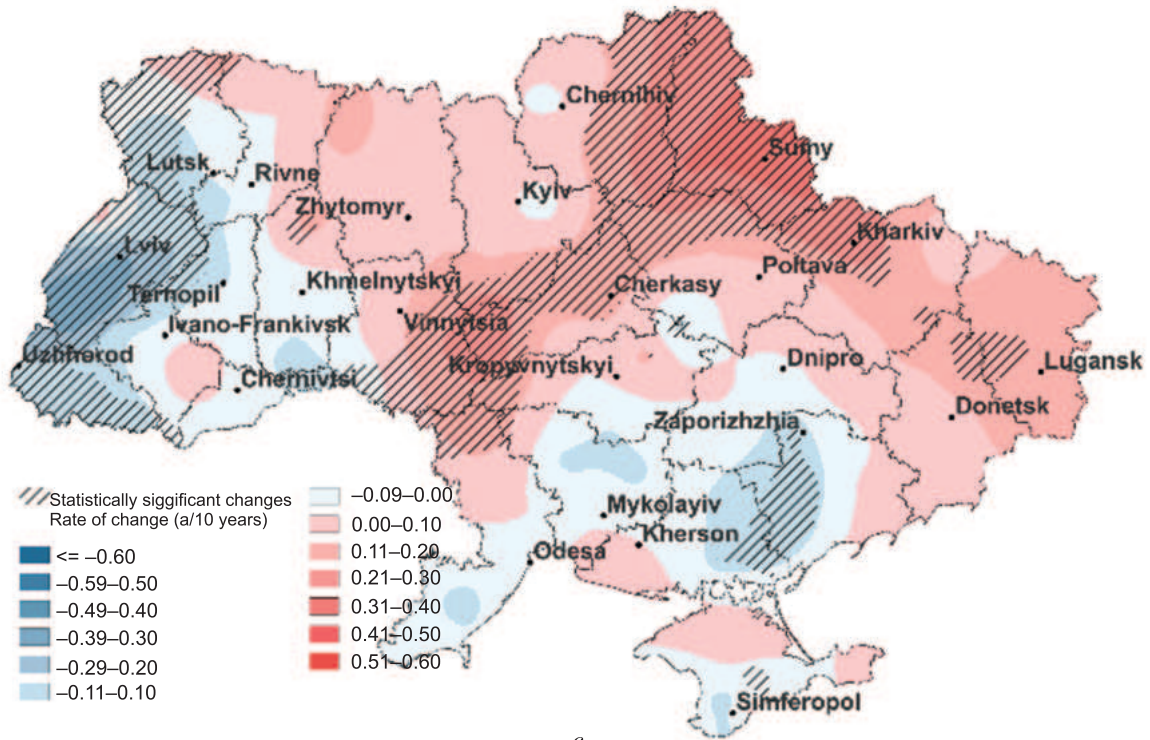 Chernihiv
Sumy
Lutsk
Rivne
Kyiv
Zhytomyr
Kharkiv
Lviv
Poltava
Khmelnytskyi
Cherkasy
Ternopil
Ivano-Frankivsk
Vinnytsia
Uzhhorod
Kropyvnytskyi
Dnipro
Lugansk
Chernivtsi
Donetsk
Zaporizhzhia
Mykolayiv
Kherson
Odesa
Simferopol
Statistically siggificant changes
Rate of change (a/10 years)
<= –0.60
–0.59–0.50
–0.49–0.40
–0.39–0.30
–0.29–0.20
–0.11–0.10
–0.09–0.00
0.00–0.10
0.11–0.20
0.21–0.30
0.31–0.40
0.41–0.50
0.51–0.60